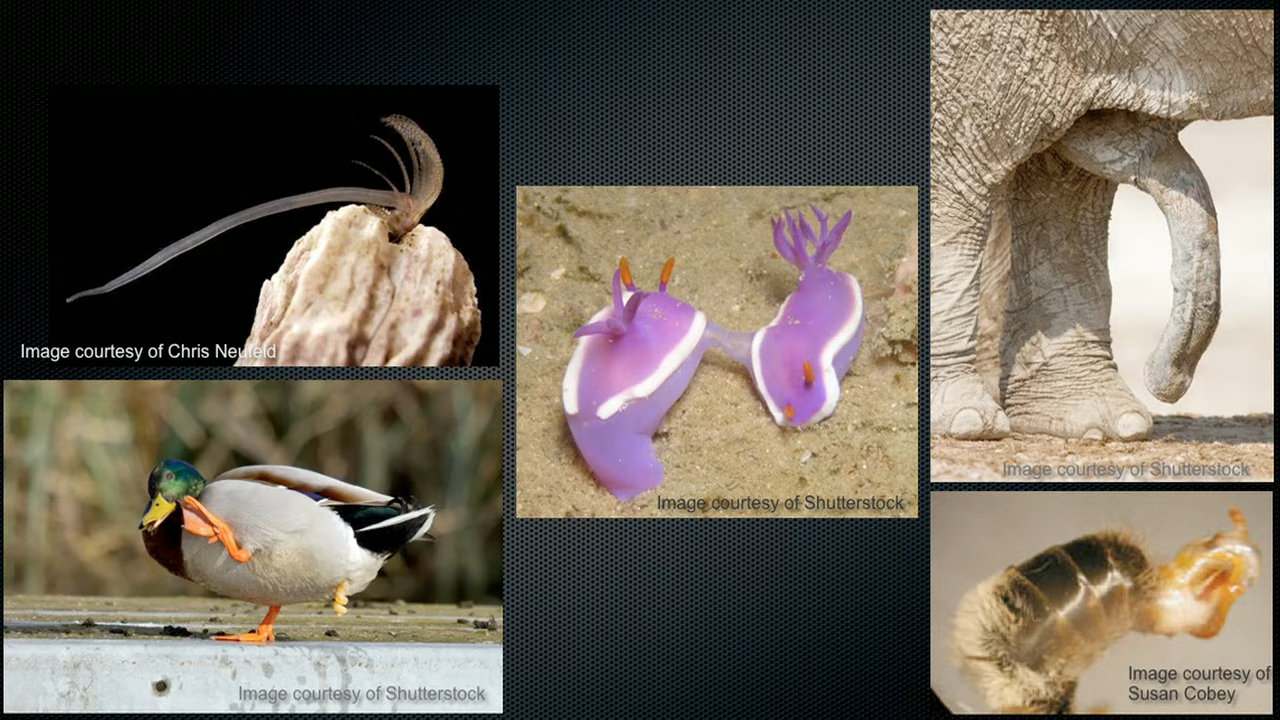 Image courtesy of Chris Neufeld
Image courtesy of Shutterstock
Image courtesy of Shutterstock
Image courtesy of Shutterstock
Image courtesy of
Susan Cobey